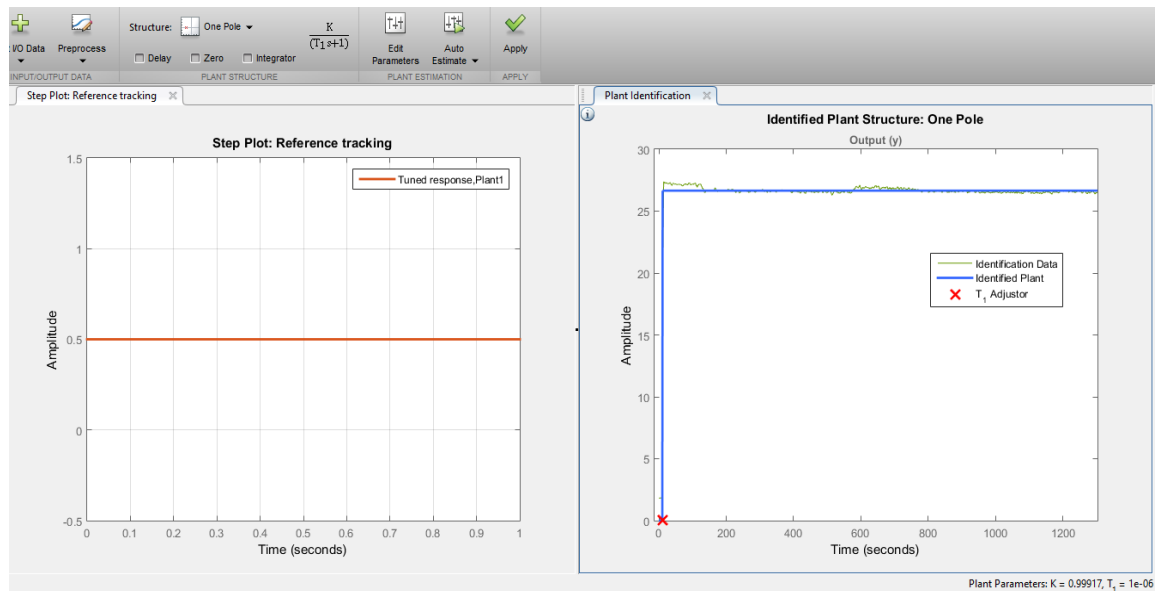 Structure: One Pole
K
(T1s+1)
I/O Data Preprocess
Delay Zero Integrator
Edit Parameters
Auto Estimate
Apply
INPUT/OUTPUT DATA PLANT STRUCTURE PLANT ESTIMATION APPLY
Step Plot: Reference tracking
Step Plot: Reference tracking
Tuned response,Plant1
1.5
1
0.5
0
-0.5
Amplitude
0 0.1 0.2 0.3 0.4 0.5 0.6 0.7 0.8 0.9 1
Time (seconds)
Plant Identification
Identified Plant Structure: One Pole
Output (y)
30
25
20
15
10
5
0
Amplitude
Identification Data
Identified Plant
T1 Adjustor
0 200 400 600 800 1000 1200
Time (seconds)
Plant Parameters: K = 0.99917, T1 = 1e-06